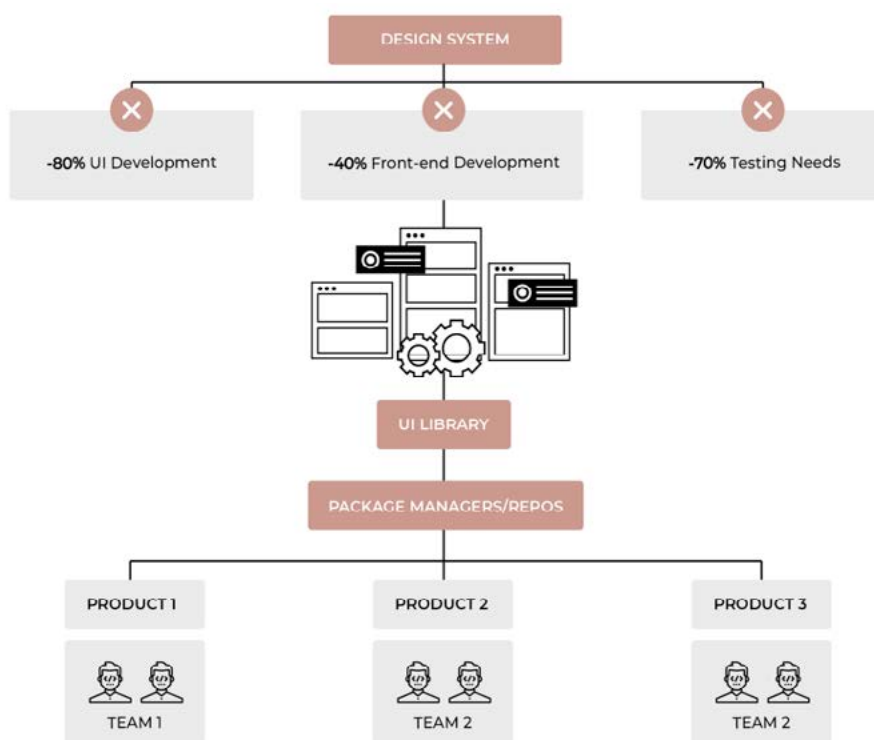 DESIGN SYSTEM
-80% UI Development
-40% Front-end Development
-70% Testing Needs
UI LIBRARY
PACKAGE MANAGERS/REPOS
PRODUCT 1
PRODUCT 2
PRODUCT 3
TEAM 1
TEAM 2
TEAM 2